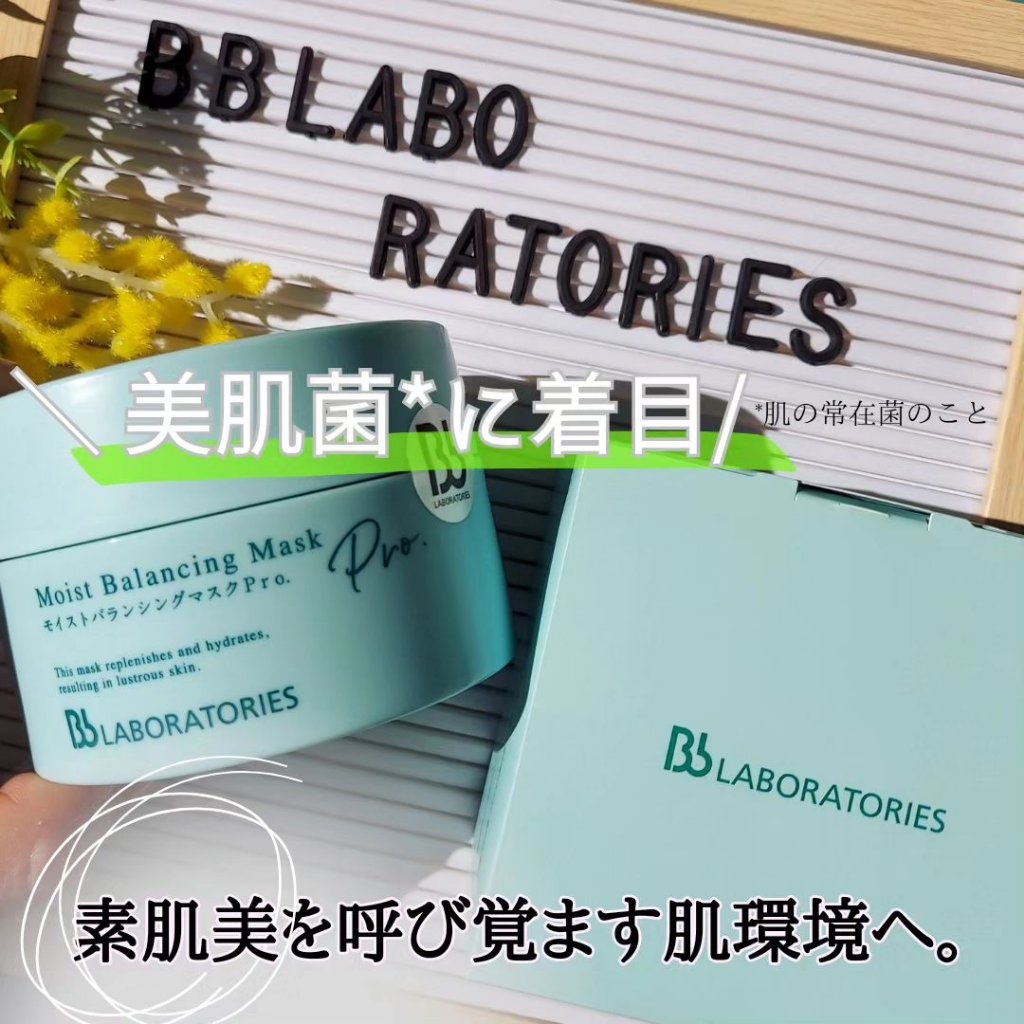 BBLABO
RATORIES
\ 美肌菌*に着目/
*肌の常在菌のこと
Bb
LABORATORIES
Moist Balancing Mask
Pro.
モイストバランシングマスクPro.
This mask replenishes and hydrates,
resulting in lustrous skin.
Bb LABORATORIES
Bb LABORATORIES
素肌美を呼び覚ます肌環境へ。